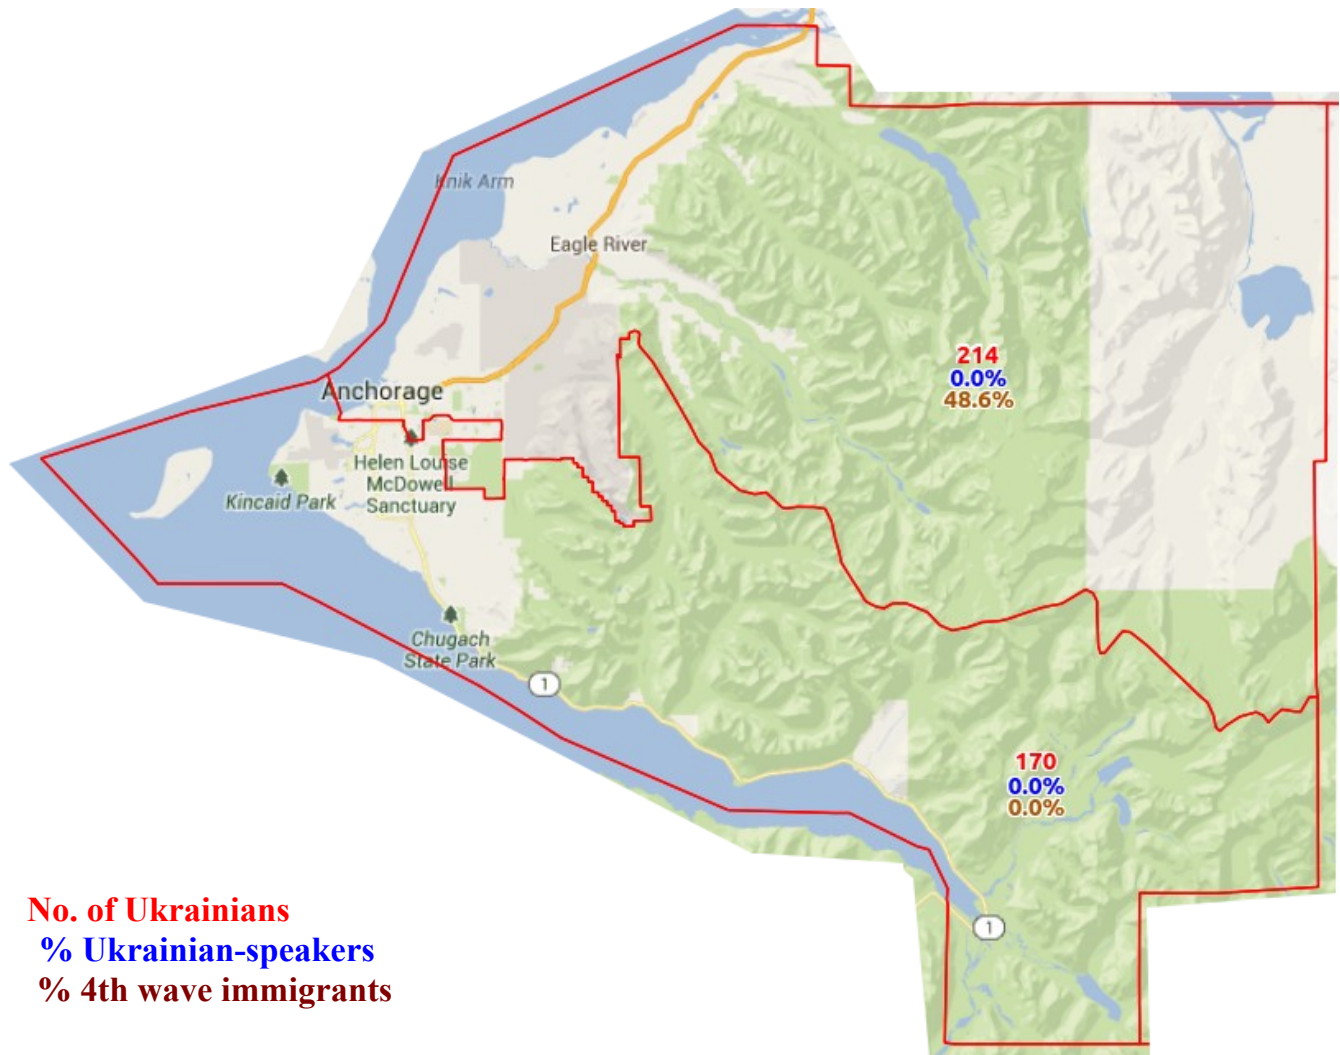 Knik Arm
Eagle River
214
0.0%
48.6%
Anchorage
Helen Louise
McDowell
Sanctuary
Kincaid Park
Chugach
State Park
1
170
0.0%
0.0%
1
No. of Ukrainians
% Ukrainian-speakers
% 4th wave immigrants